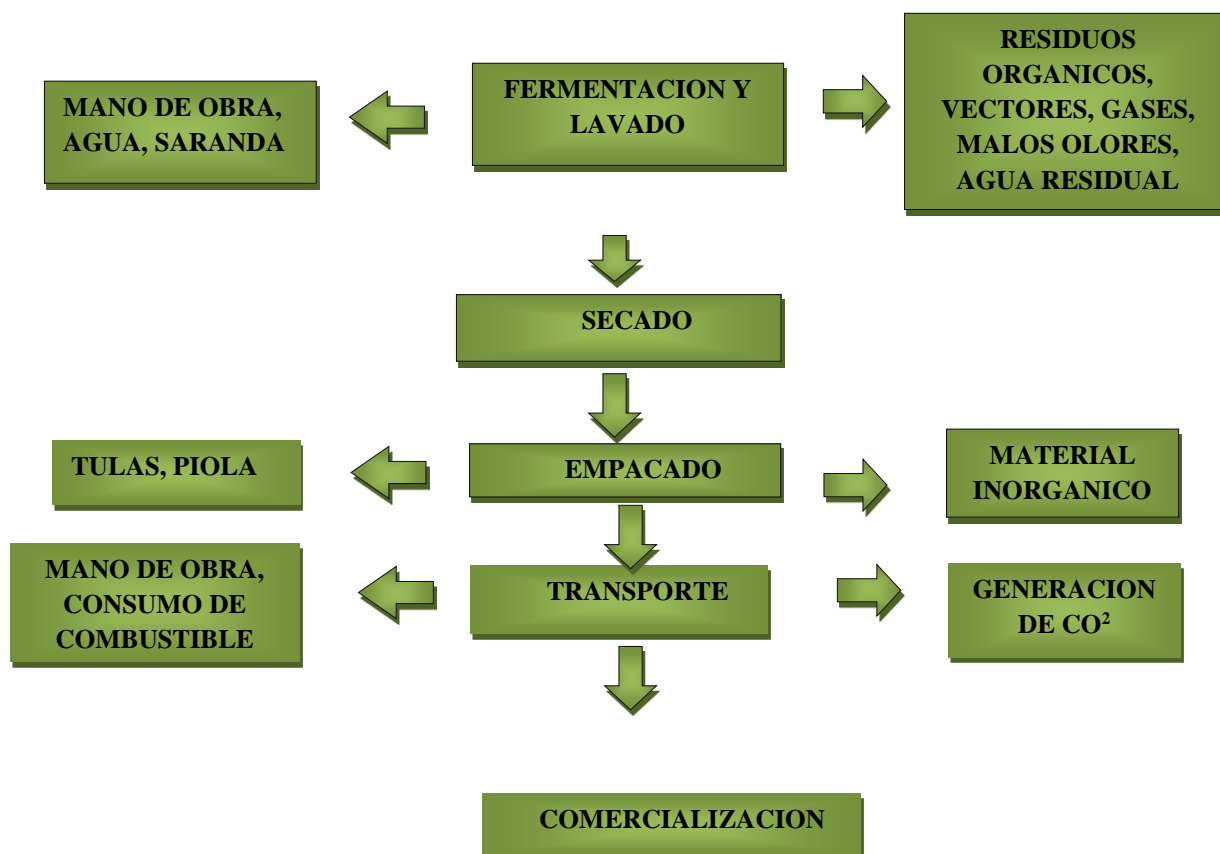 MANO DE OBRA,
AGUA, SARANDA
FERMENTACION Y
LAVADO
RESIDUOS
ORGANICOS,
VECTORES, GASES,
MALOS OLORES,
AGUA RESIDUAL
SECADO
TULAS, PIOLA
EMPACADO
MATERIAL
INORGANICO
MANO DE OBRA,
CONSUMO DE
COMBUSTIBLE
TRANSPORTE
GENERACION
DE CO²
COMERCIALIZACION